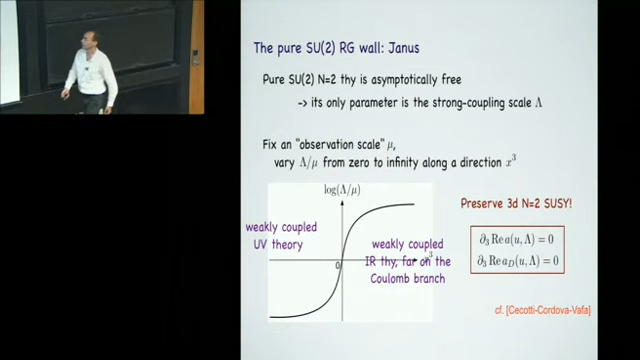 The pure SU(2) RG wall: Janus
Pure SU(2) N=2 thy is asymptotically free
-> its only parameter is the strong-coupling scale Λ
Fix an "observation scale" μ,
vary Λ/μ from zero to infinity along a direction x³
log(Λ/μ)
weakly coupled
UV theory
weakly coupled
IR thy, far on the
Coulomb branch
0
x³
Preserve 3d N=2 SUSY!
∂₃ Re a(u, Λ) = 0
∂₃ Re a_D(u, Λ) = 0
cf. [Cecotti-Cordova-Vafa]